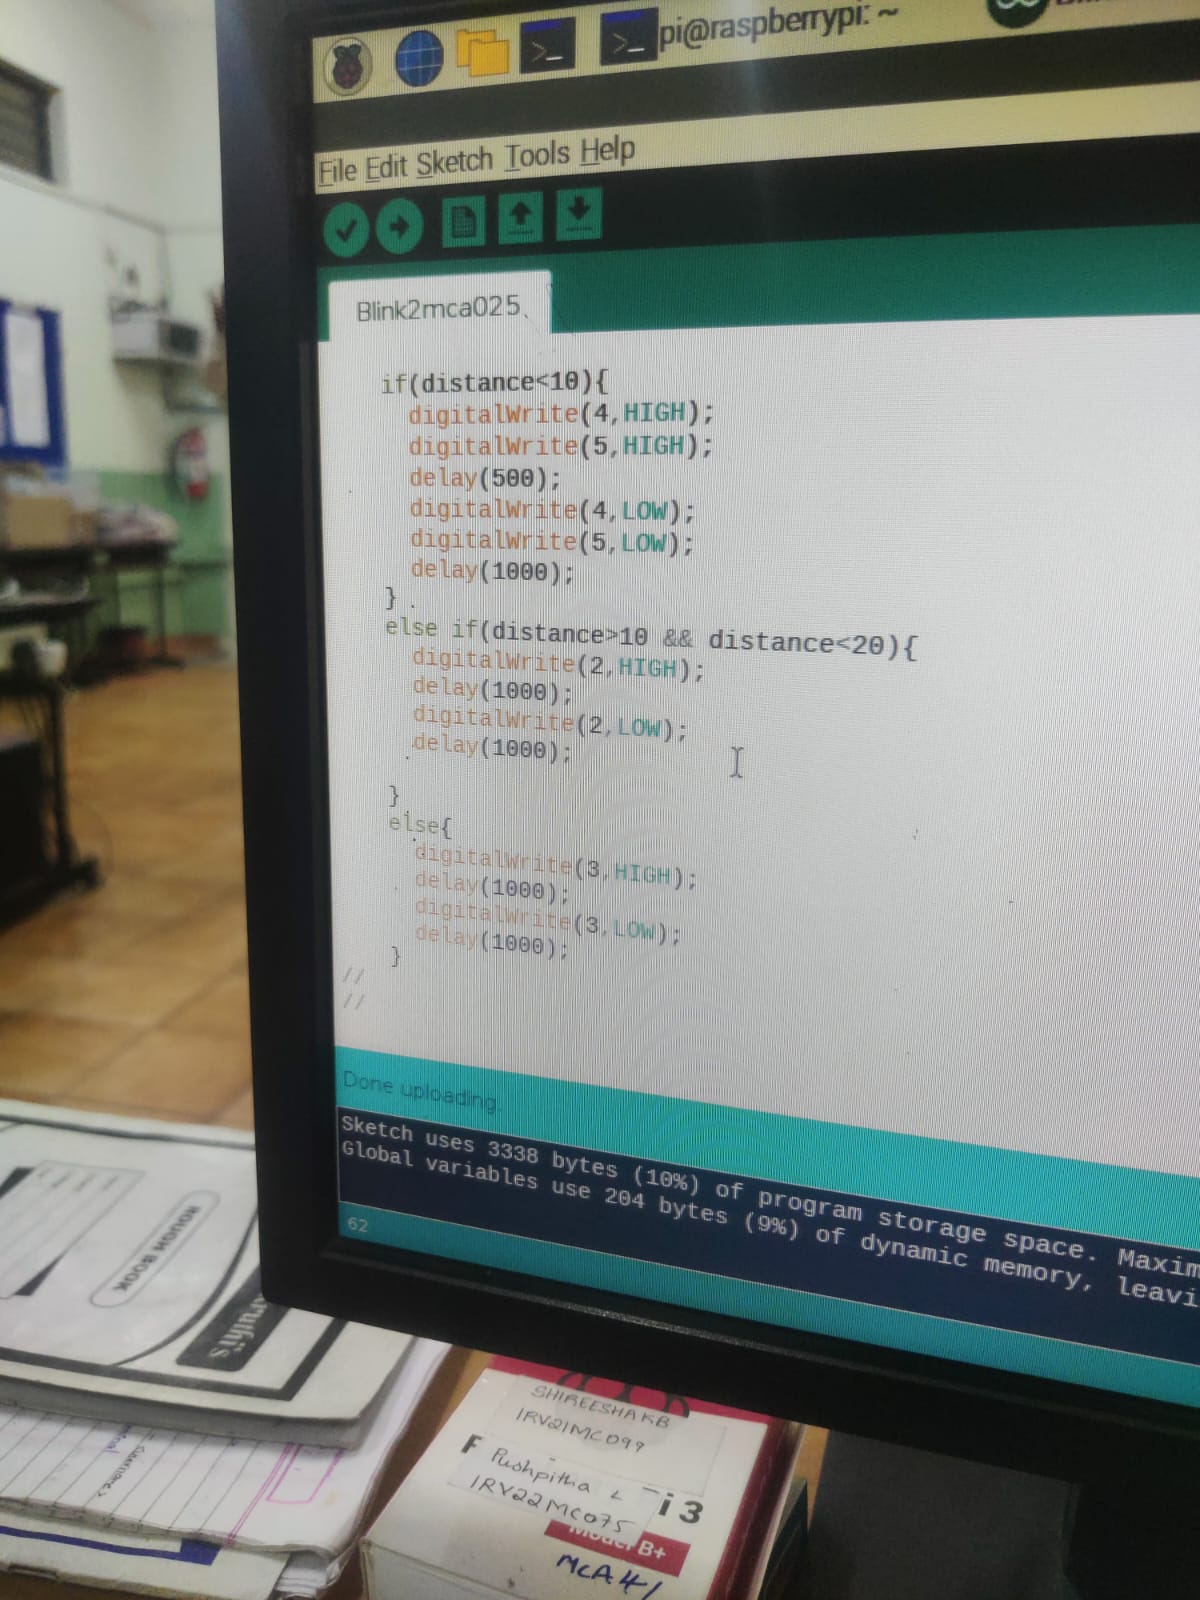 pi@raspberrypi: ~
File Edit Sketch Tools Help
Blink2mca025
if(distance<10){
digitalWrite(4,HIGH);
digitalWrite(5,HIGH);
delay(500);
digitalWrite(4,LOW);
digitalWrite(5,LOW);
delay(1000);
}
else if(distance>10 && distance<20){
digitalWrite(2,HIGH);
delay(1000);
digitalWrite(2,LOW);
delay(1000);
}
else{
digitalWrite(3,HIGH);
delay(1000);
digitalWrite(3,LOW);
delay(1000);
}
//
//
Done uploading.
Sketch uses 3338 bytes (10%) of program storage space. Maxim
Global variables use 204 bytes (9%) of dynamic memory, leavi
62
ROUGH BOOK
SHIREESHA KB
1RV21MC099
Pushpitha L
1RV22MC075
i 3
Model B+
MCA 41